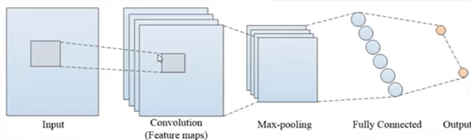 Input
Convolution
(Feature maps)
Max-pooling
Fully Connected
Output